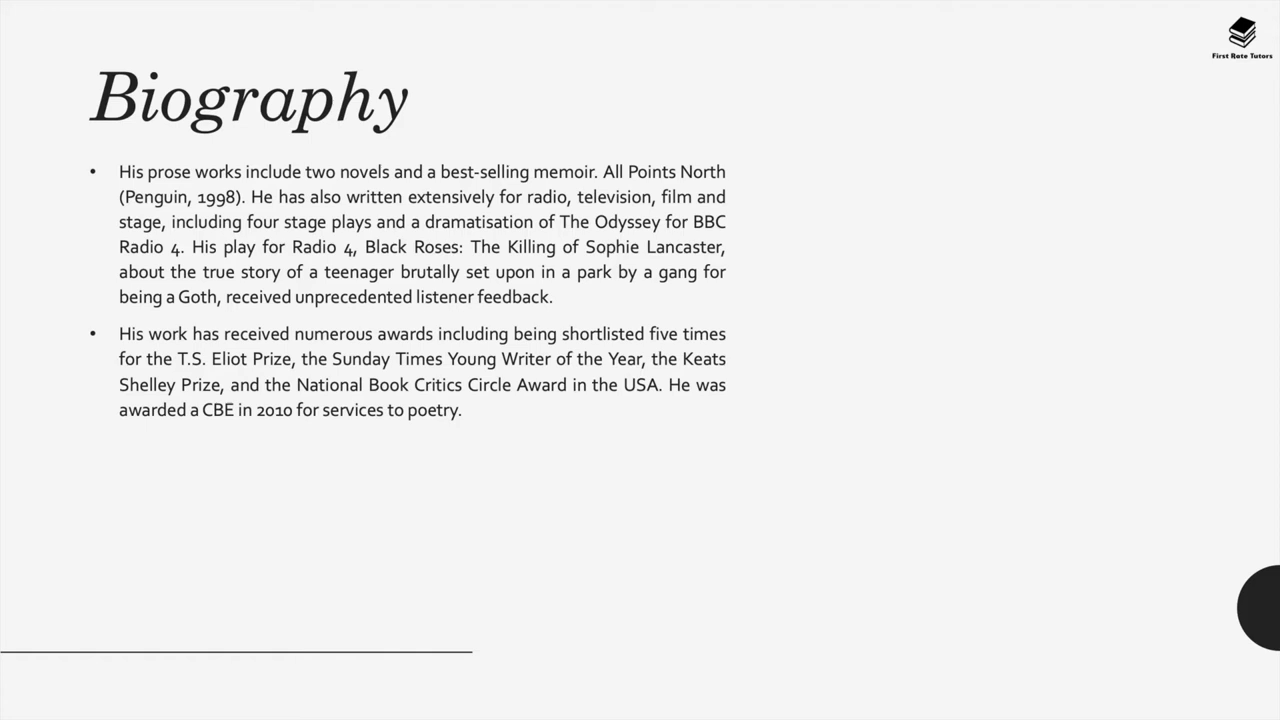 First Rate Tutors
Biography
• His prose works include two novels and a best-selling memoir. All Points North
(Penguin, 1998). He has also written extensively for radio, television, film and
stage, including four stage plays and a dramatisation of The Odyssey for BBC
Radio 4. His play for Radio 4, Black Roses: The Killing of Sophie Lancaster,
about the true story of a teenager brutally set upon in a park by a gang for
being a Goth, received unprecedented listener feedback.
• His work has received numerous awards including being shortlisted five times
for the T.S. Eliot Prize, the Sunday Times Young Writer of the Year, the Keats
Shelley Prize, and the National Book Critics Circle Award in the USA. He was
awarded a CBE in 2010 for services to poetry.